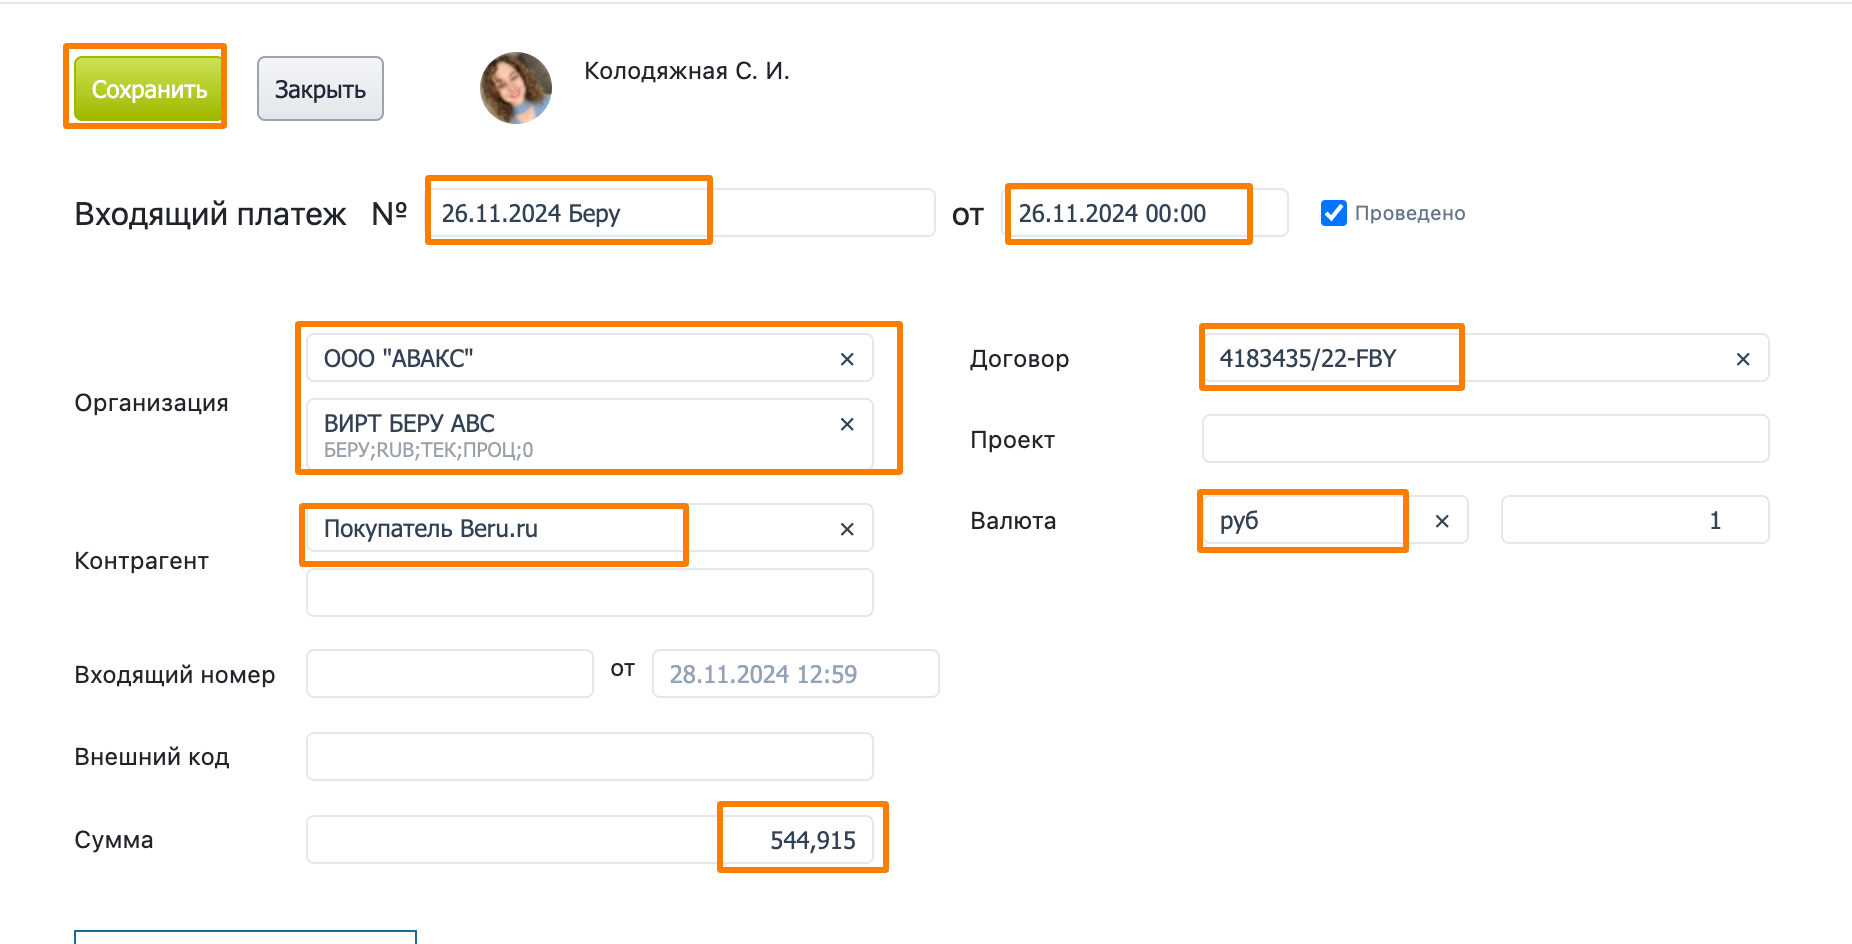 Сохранить
Закрыть
Колодяжная С. И.
Входящий платеж № 26.11.2024 Беру от 26.11.2024 00:00 Проведено
Организация
ООО "АВАКС" ×
ВИРТ БЕРУ АВС ×
БЕРУ;RUB;ТЕК;ПРОЦ;0
Контрагент
Покупатель Beru.ru ×
Входящий номер от 28.11.2024 12:59
Внешний код
Сумма 544,915
Договор 4183435/22-FBY ×
Проект
Валюта руб × 1